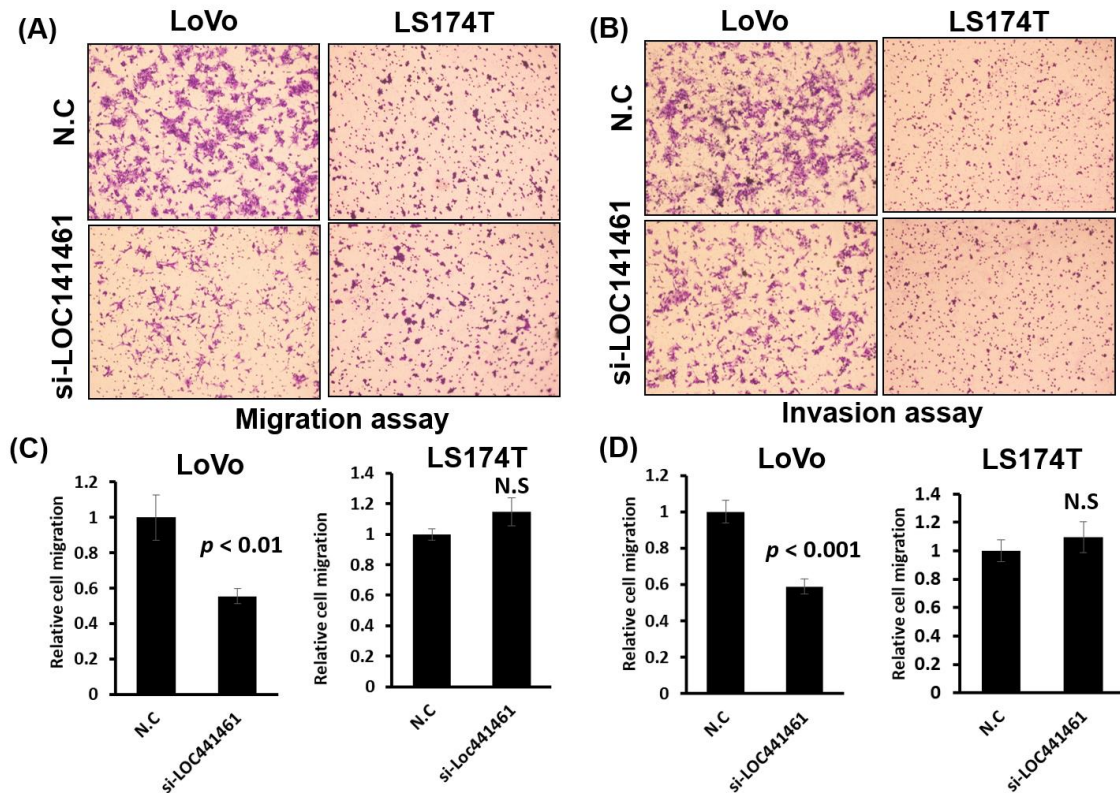 (A)
LoVo
LS174T
N.C
si-LOC141461
Migration assay
(B)
LoVo
LS174T
N.C
si-LOC141461
Invasion assay
(C)
LoVo
Relative cell migration
1.2
1
0.8
0.6
0.4
0.2
0
p < 0.01
N.C
si-LOC441461
LS174T
Relative cell migration
1.4
1.2
1
0.8
0.6
0.4
0.2
0
N.S
N.C
si-Loc441461
(D)
LoVo
Relative cell migration
1.2
1
0.8
0.6
0.4
0.2
0
p < 0.001
N.C
si-LOC441461
LS174T
Relative cell migration
1.4
1.2
1
0.8
0.6
0.4
0.2
0
N.S
N.C
si-LOC441461